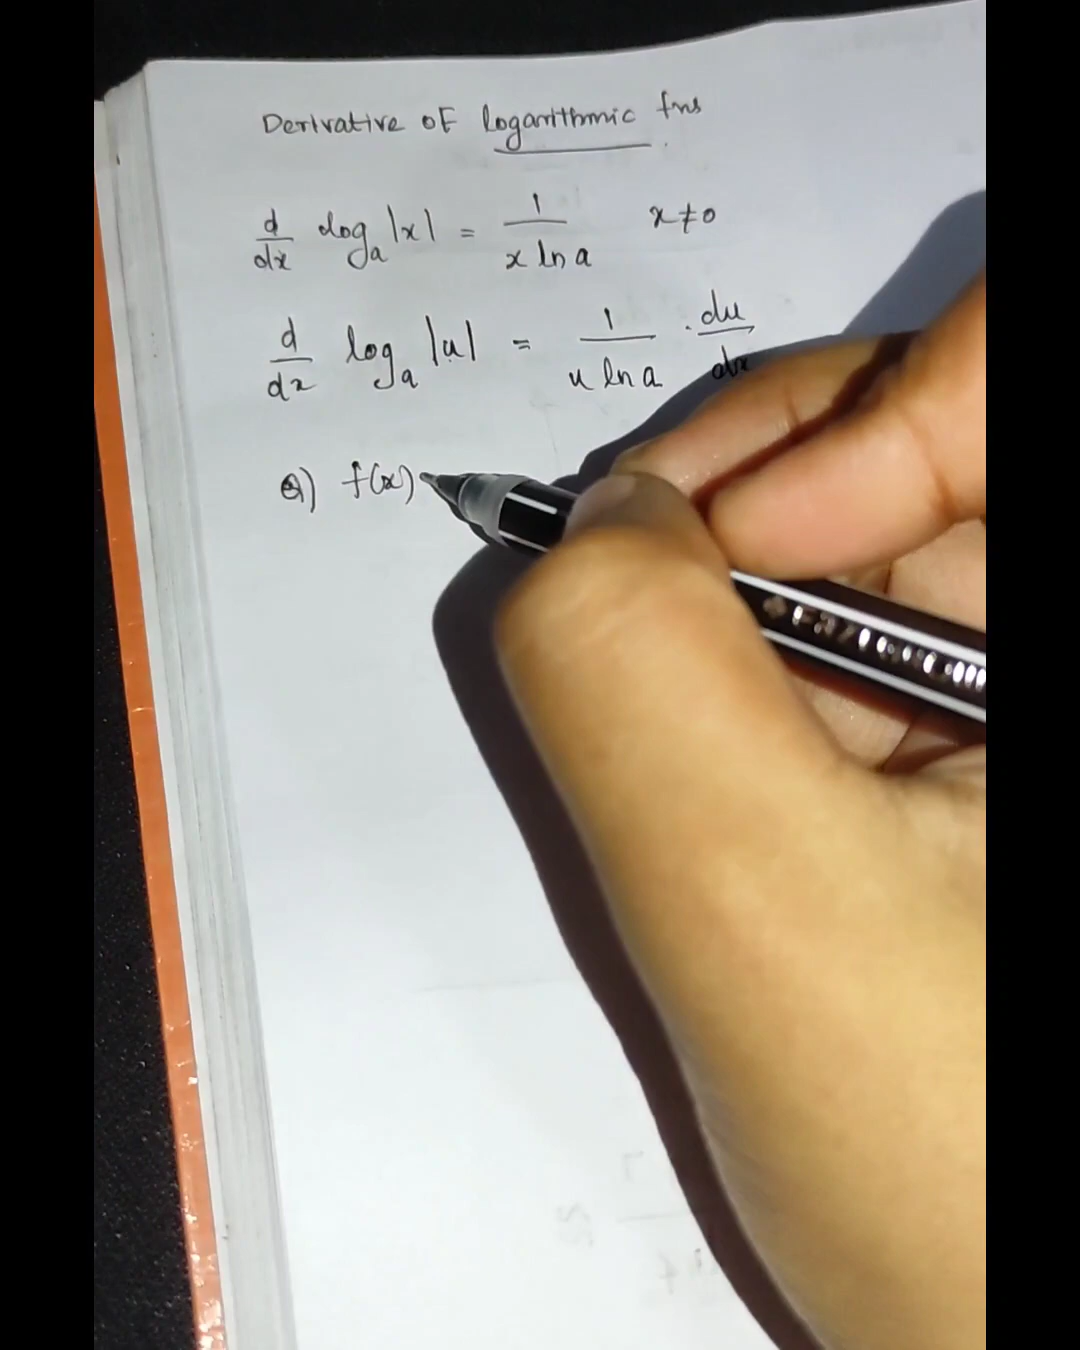 Derivative of logarithmic fns.
d/dx log_a |x| = 1/(x ln a) x≠0
d/dx log_a |u| = 1/(u ln a) · du/dx
Q) f(x)